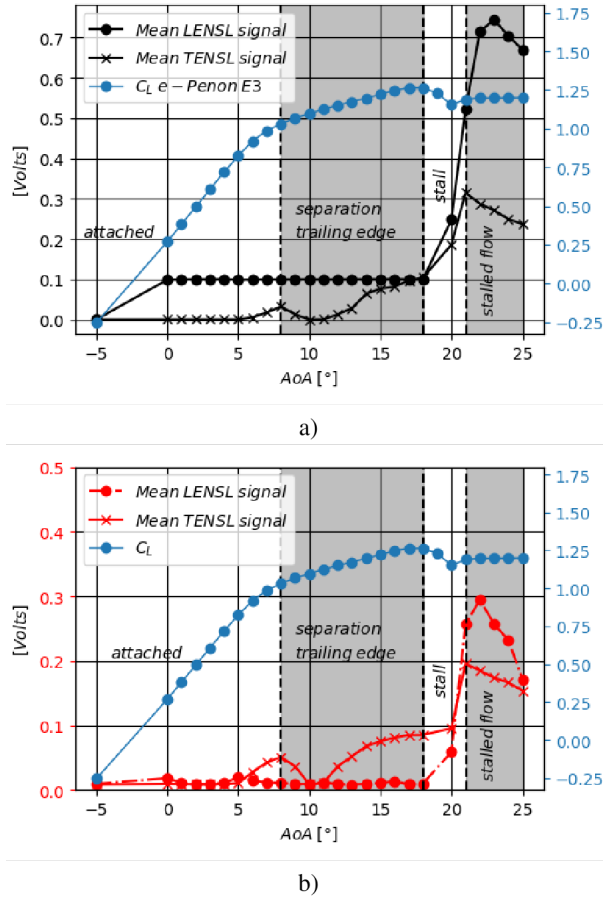 Mean LENSL signal
Mean TENSL signal
C_L e − Penon E3
attached
separation
trailing edge
stall
stalled flow
[Volts]
0.7
0.6
0.5
0.4
0.3
0.2
0.1
0.0
1.75
1.50
1.25
1.00
0.75
0.50
0.25
0.00
−0.25
−5 0 5 10 15 20 25
AoA [°]
a)
Mean LENSL signal
Mean TENSL signal
C_L
attached
separation
trailing edge
stall
stalled flow
[Volts]
0.5
0.4
0.3
0.2
0.1
0.0
1.75
1.50
1.25
1.00
0.75
0.50
0.25
0.00
−0.25
−5 0 5 10 15 20 25
AoA [°]
b)